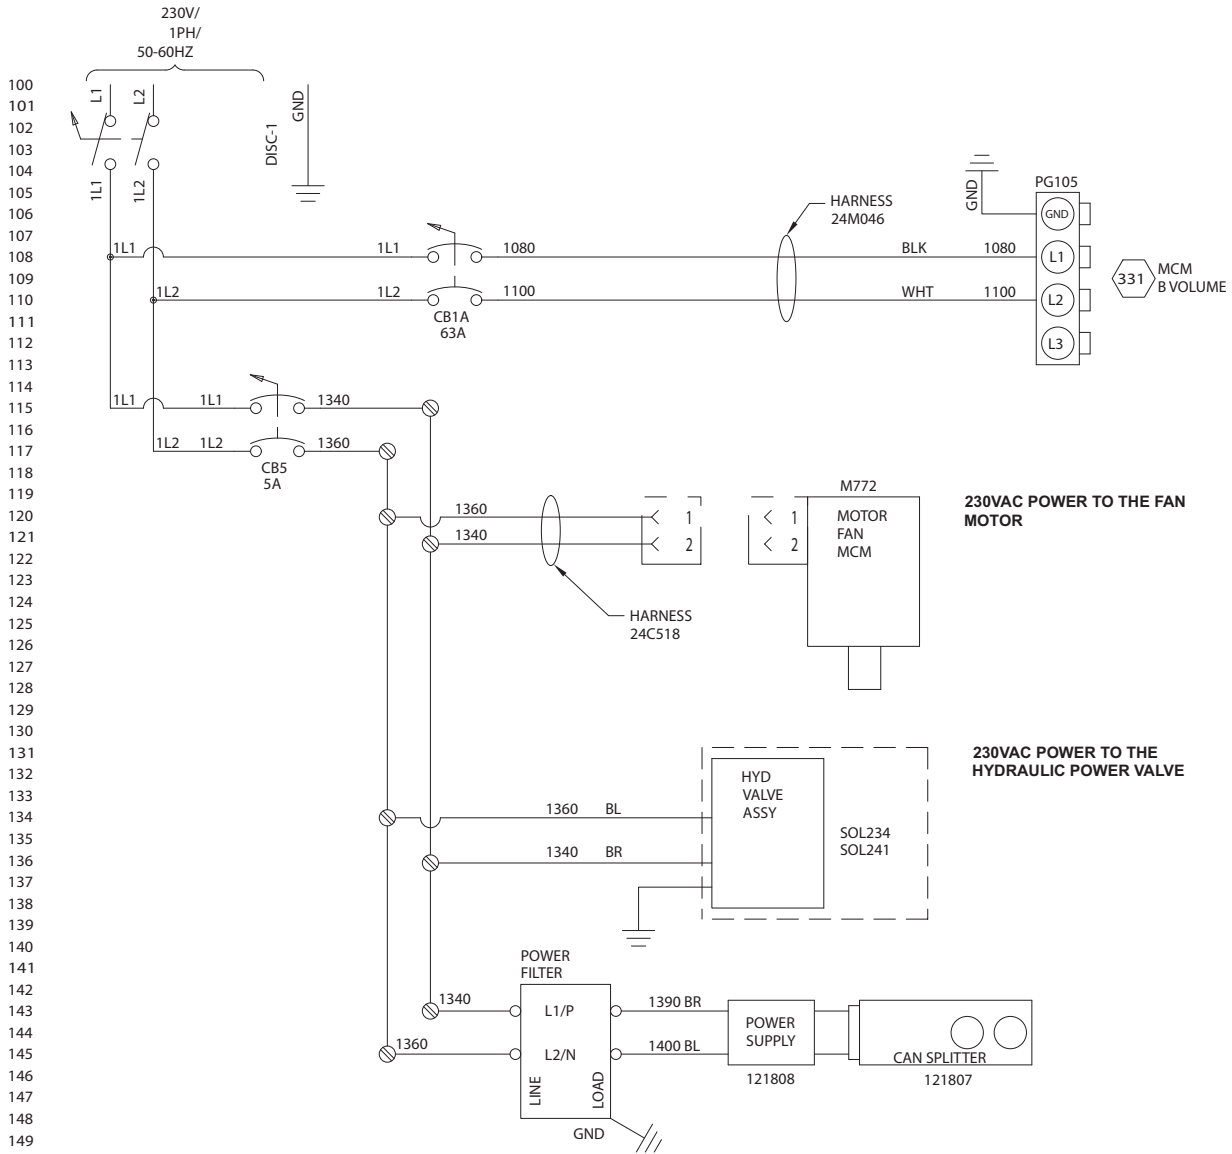 230V/
1PH/
50-60HZ
100
101
102
103
104
105
106
107
108
109
110
111
112
113
114
115
116
117
118
119
120
121
122
123
124
125
126
127
128
129
130
131
132
133
134
135
136
137
138
139
140
141
142
143
144
145
146
147
148
149
L1
L2
GND
DISC-1
1L1
1L2
1L1
1L1
1080
1L2
1L2
1100
CB1A
63A
HARNESS
24M046
BLK
1080
WHT
1100
GND
PG105
GND
L1
L2
L3
331
MCM
B VOLUME
1L1
1L1
1340
1L2
1L2
1360
CB5
5A
1360
1340
HARNESS
24C518
1
2
1
2
M772
MOTOR
FAN
MCM
230VAC POWER TO THE FAN
MOTOR
1360 BL
1340 BR
HYD
VALVE
ASSY
SOL234
SOL241
230VAC POWER TO THE
HYDRAULIC POWER VALVE
POWER
FILTER
1340
1360
L1/P
L2/N
LINE
LOAD
GND
1390 BR
1400 BL
POWER
SUPPLY
121808
CAN SPLITTER
121807